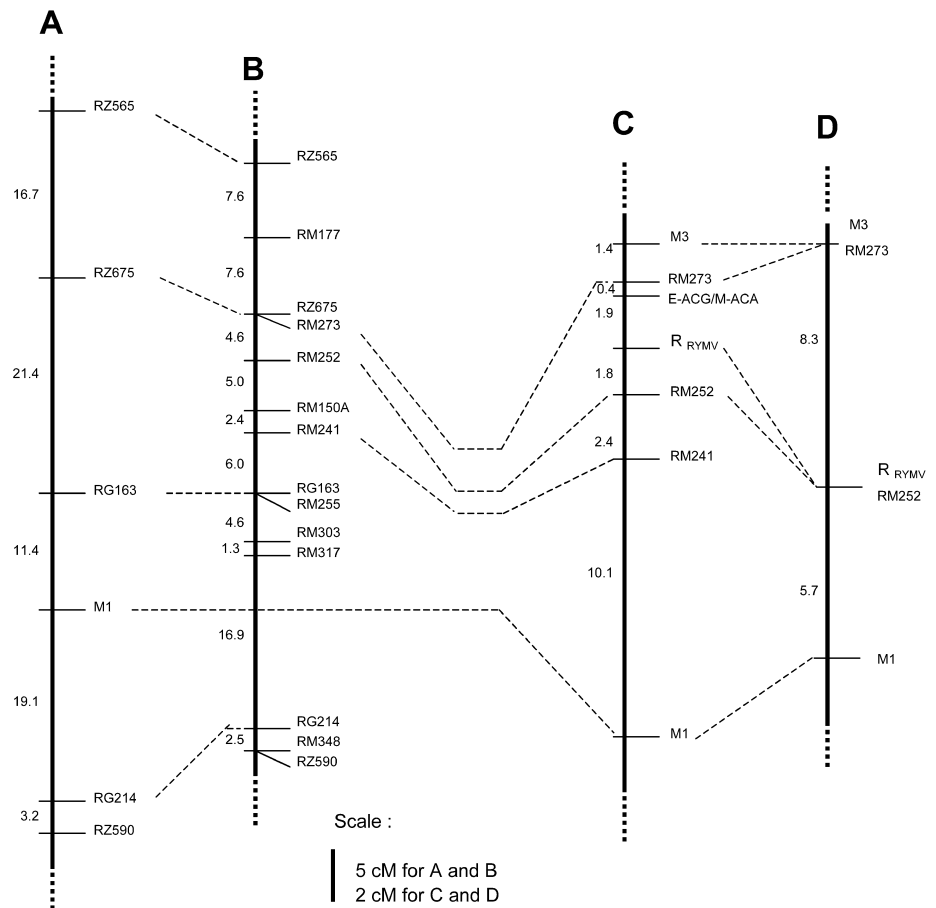 A
B
C
D
RZ565
16.7
RZ675
21.4
RG163
11.4
M1
19.1
RG214
3.2
RZ590
RZ565
7.6
RM177
7.6
RZ675
RM273
4.6
RM252
5.0
RM150A
2.4
RM241
6.0
RG163
RM255
4.6
RM303
1.3
RM317
16.9
RG214
2.5
RM348
RZ590
M3
1.4
RM273
0.4
E-ACG/M-ACA
1.9
R RYMV
1.8
RM252
2.4
RM241
10.1
M1
M3
RM273
8.3
R RYMV
RM252
5.7
M1
Scale :
5 cM for A and B
2 cM for C and D